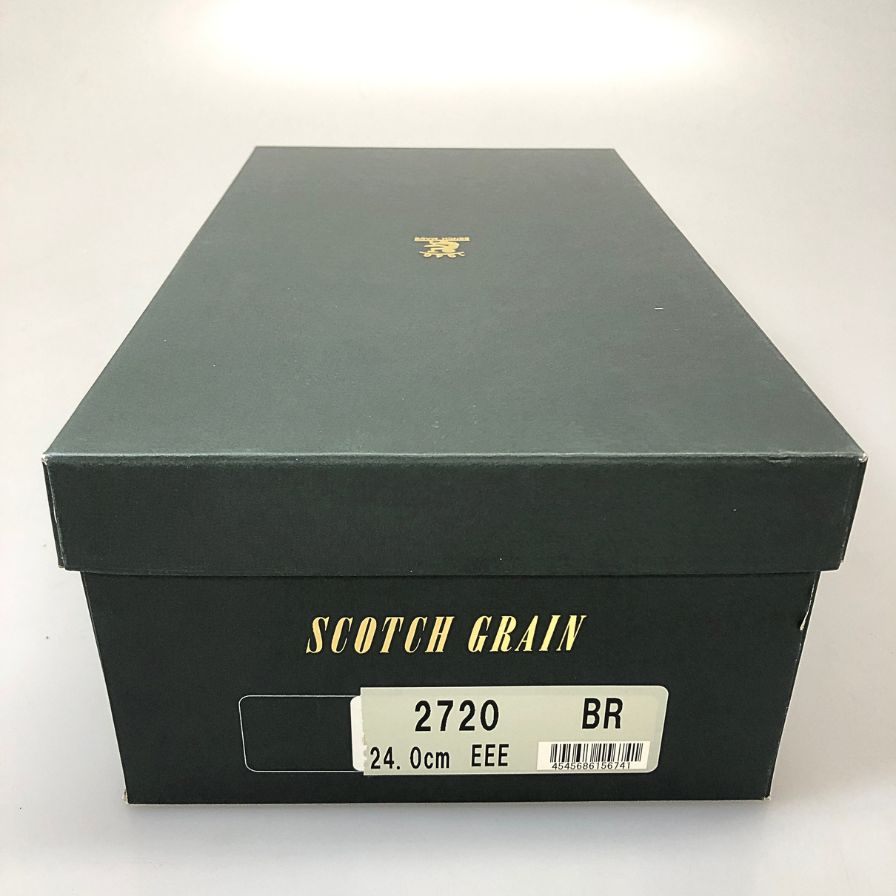 SCOTCH GRAIN
2720 BR
24.0cm EEE
4545686156741